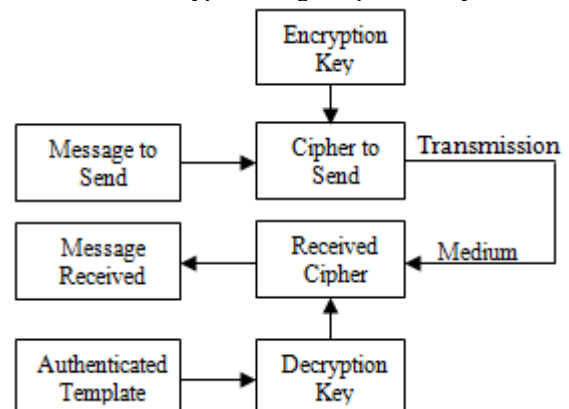 Encryption
Key
Message to
Send
Cipher to
Send
Transmission
Message
Received
Received
Cipher
Medium
Authenticated
Template
Decryption
Key